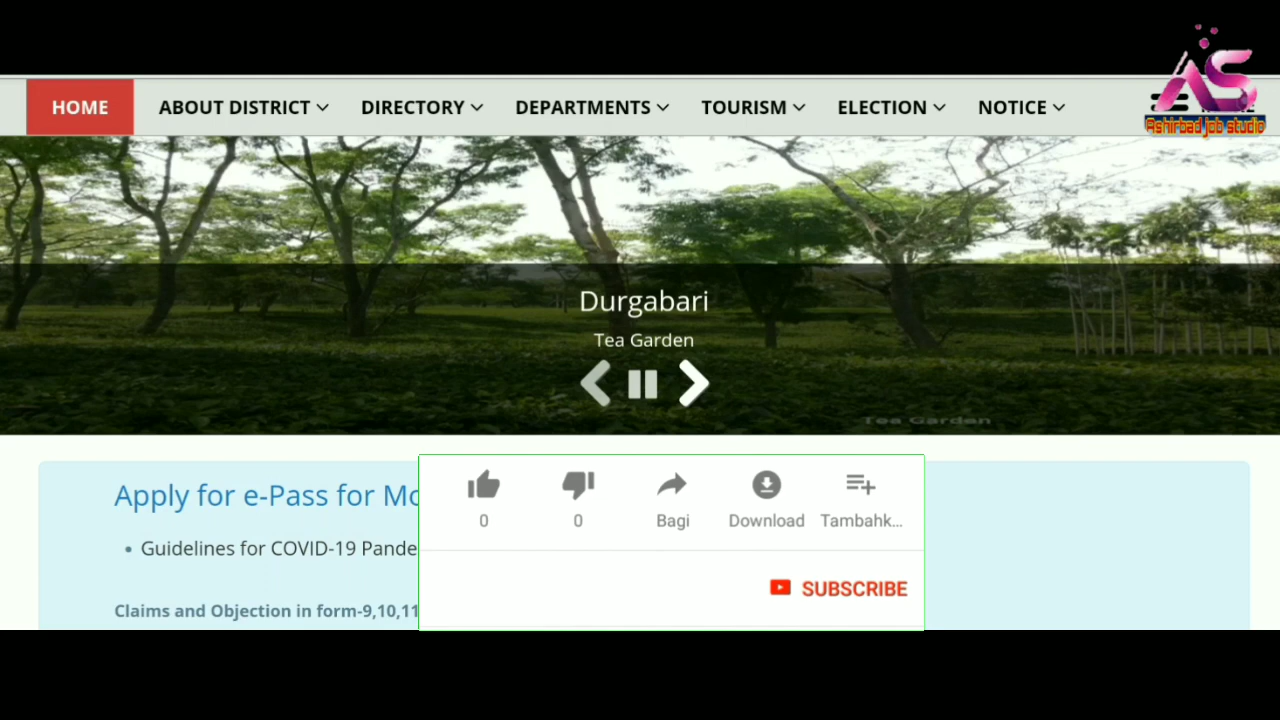 HOME ABOUT DISTRICT DIRECTORY DEPARTMENTS TOURISM ELECTION NOTICE
AS
Ashirbad job studio
Durgabari
Tea Garden
Tea Garden
Apply for e-Pass for Mo
Guidelines for COVID-19 Pande
Claims and Objection in form-9,10,11
0 0 Bagi Download Tambahk...
SUBSCRIBE